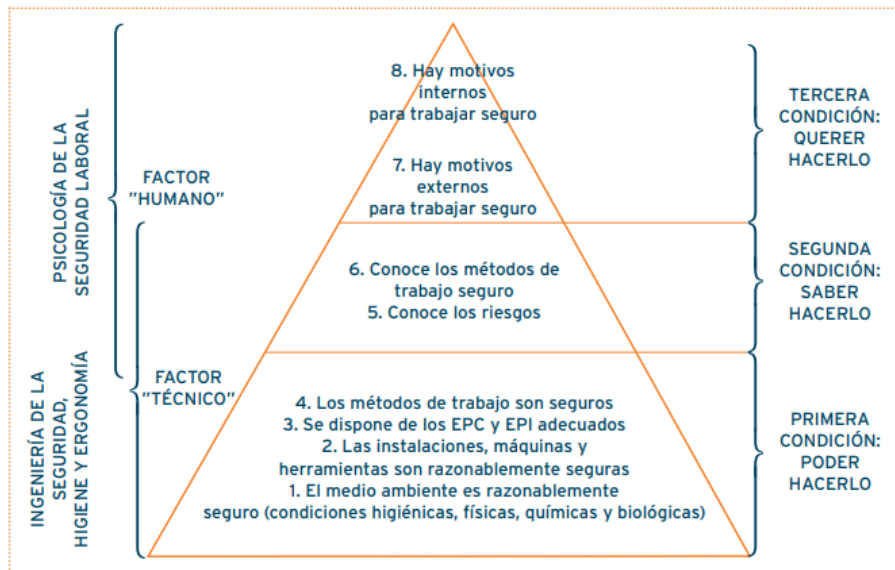 8. Hay motivos
internos
para trabajar seguro
7. Hay motivos
externos
para trabajar seguro
6. Conoce los métodos de
trabajo seguro
5. Conoce los riesgos
4. Los métodos de trabajo son seguros
3. Se dispone de los EPC y EPI adecuados
2. Las instalaciones, máquinas y
herramientas son razonablemente seguras
1. El medio ambiente es razonablemente
seguro (condiciones higiénicas, físicas, químicas y biológicas)
PSICOLOGÍA DE LA
SEGURIDAD LABORAL
INGENIERÍA DE LA
SEGURIDAD,
HIGIENE Y ERGONOMÍA
FACTOR
"HUMANO"
FACTOR
"TÉCNICO"
TERCERA
CONDICIÓN:
QUERER
HACERLO
SEGUNDA
CONDICIÓN:
SABER
HACERLO
PRIMERA
CONDICIÓN:
PODER
HACERLO